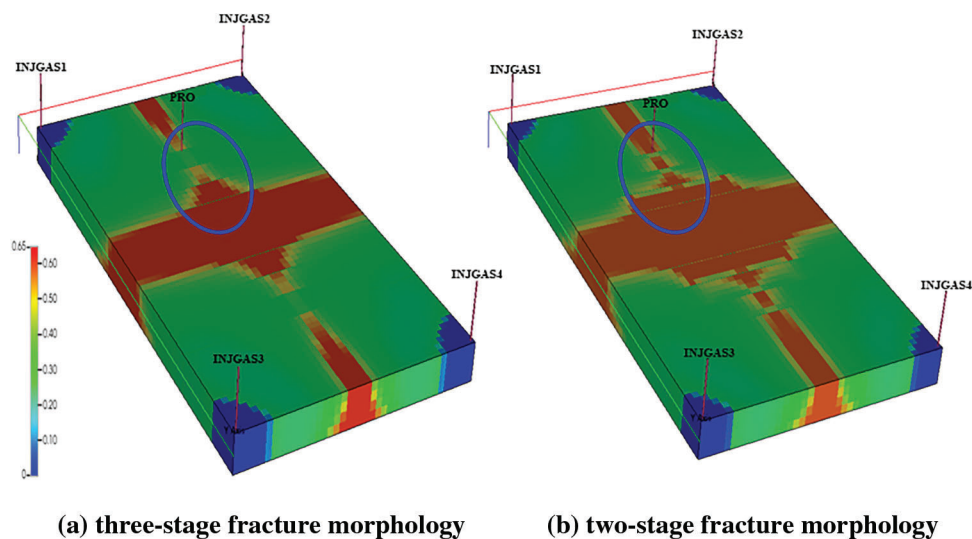 INJGAS2
INJGAS1
PRO
INJGAS4
INJGAS3
0.65
0.60
0.50
0.40
0.30
0.20
0.10
0
INJGAS2
INJGAS1
PRO
INJGAS4
INJGAS3
(a) three-stage fracture morphology
(b) two-stage fracture morphology